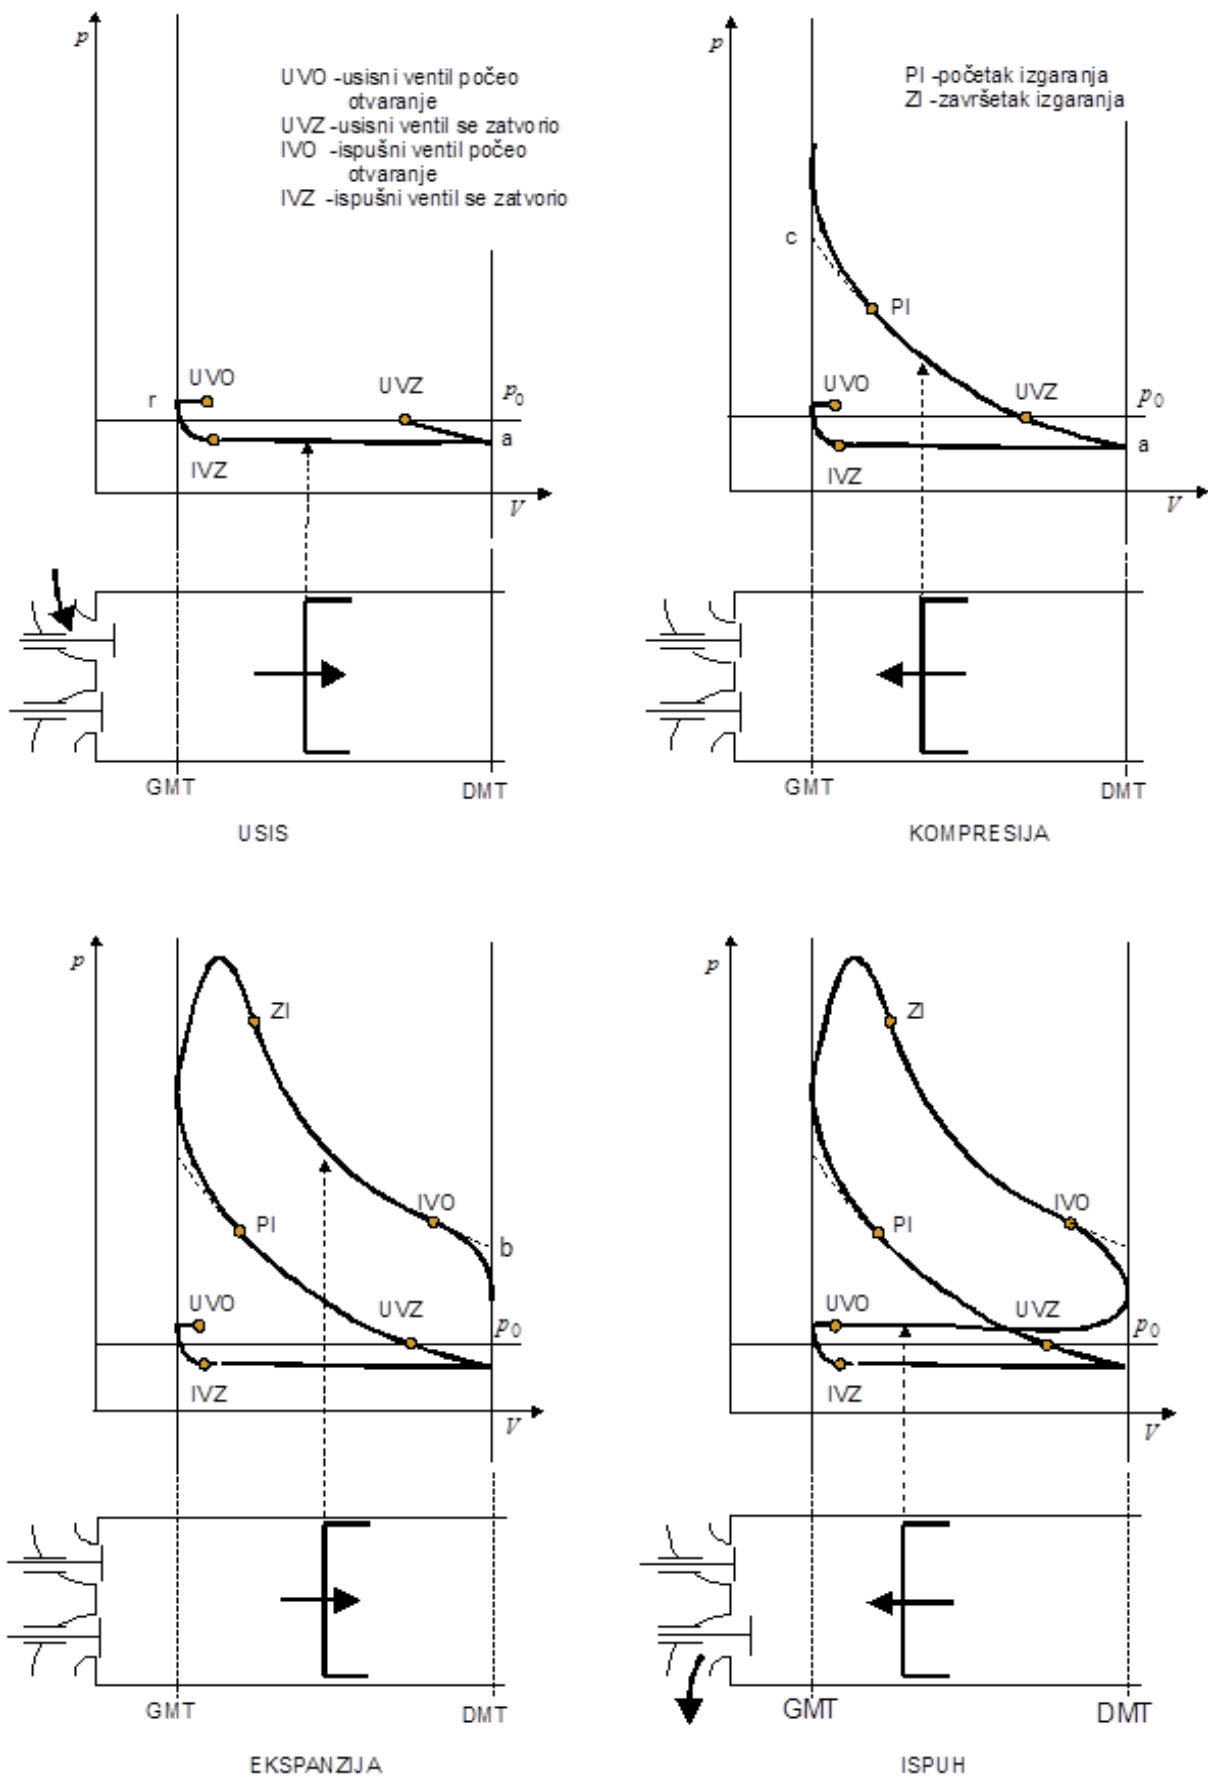 p
UVO -usisni ventil počeo
otvaranje
UVZ -usisni ventil se zatvorio
IVO -ispušni ventil počeo
otvaranje
IVZ -ispušni ventil se zatvorio
r
UVO
UVZ
p0
a
IVZ
V
GMT
DMT
USIS
p
PI -početak izgaranja
ZI -završetak izgaranja
c
PI
UVO
UVZ
p0
a
IVZ
V
GMT
DMT
KOMPRESIJA
p
ZI
IVO
PI
b
UVO
UVZ
p0
IVZ
V
GMT
DMT
EKSPANZIJA
p
ZI
IVO
PI
UVO
UVZ
p0
IVZ
V
GMT
DMT
ISPUH